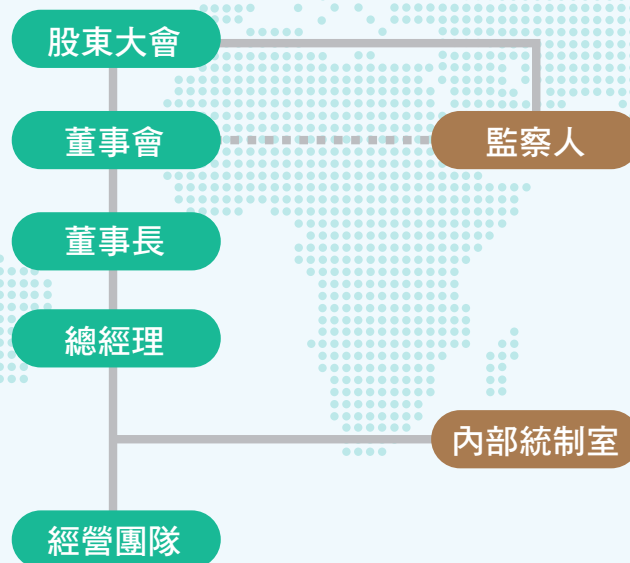 股東大會
董事會
監察人
董事長
總經理
內部統制室
經營團隊